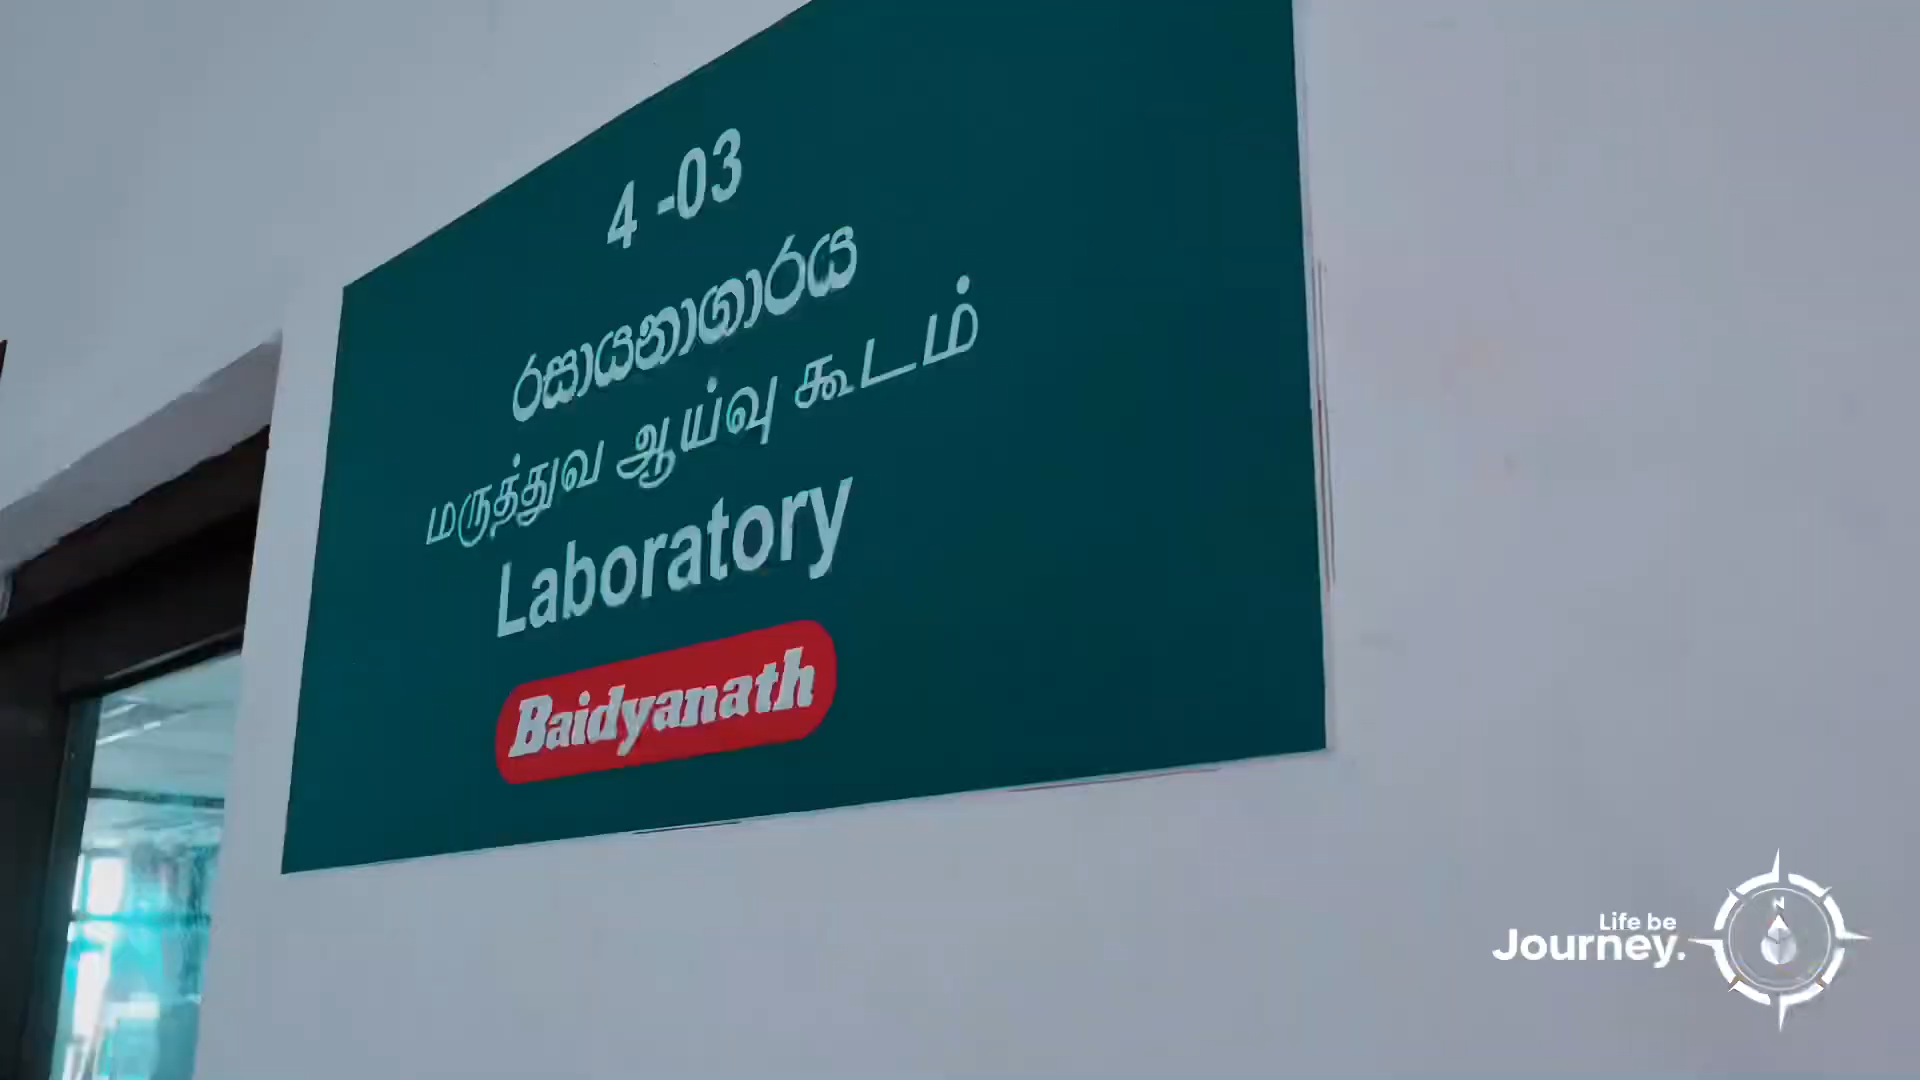 4 -03
රසායනාගාරය
மருத்துவ ஆய்வு கூடம்
Laboratory
Baidyanath
Life be
Journey.
N